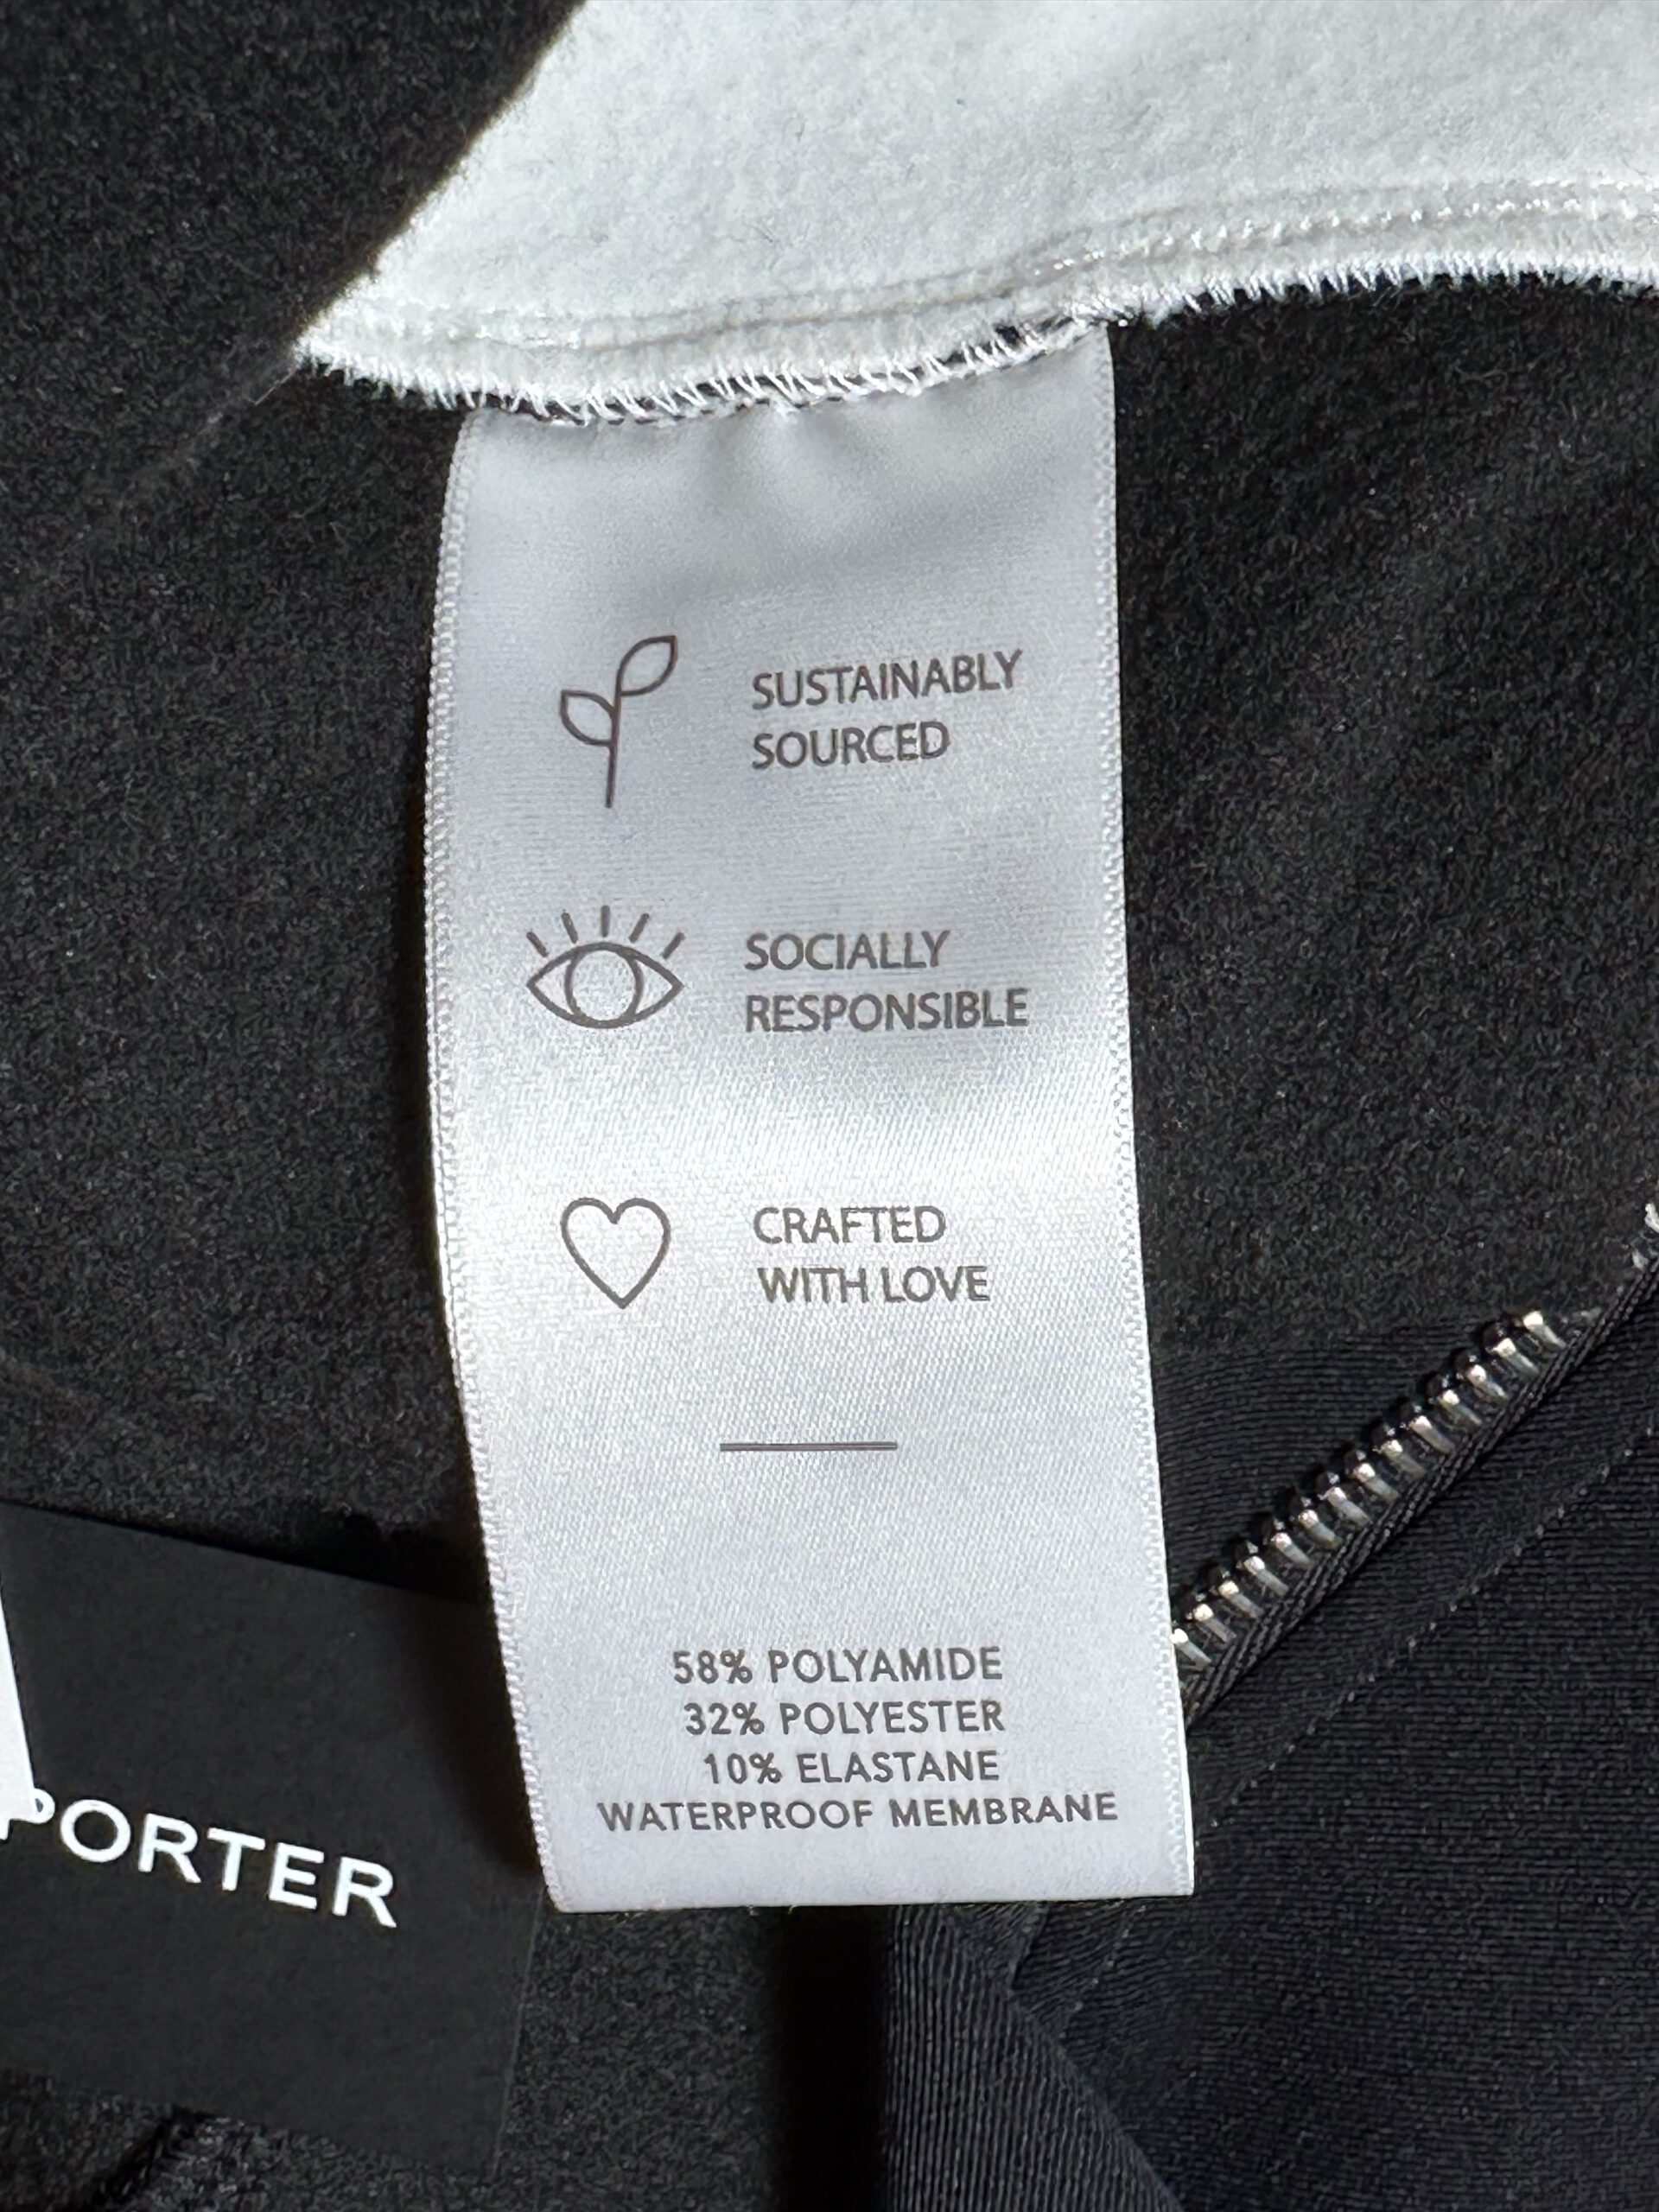 SUSTAINABLY
SOURCED
SOCIALLY
RESPONSIBLE
CRAFTED
WITH LOVE
58% POLYAMIDE
32% POLYESTER
10% ELASTANE
WATERPROOF MEMBRANE
PORTER